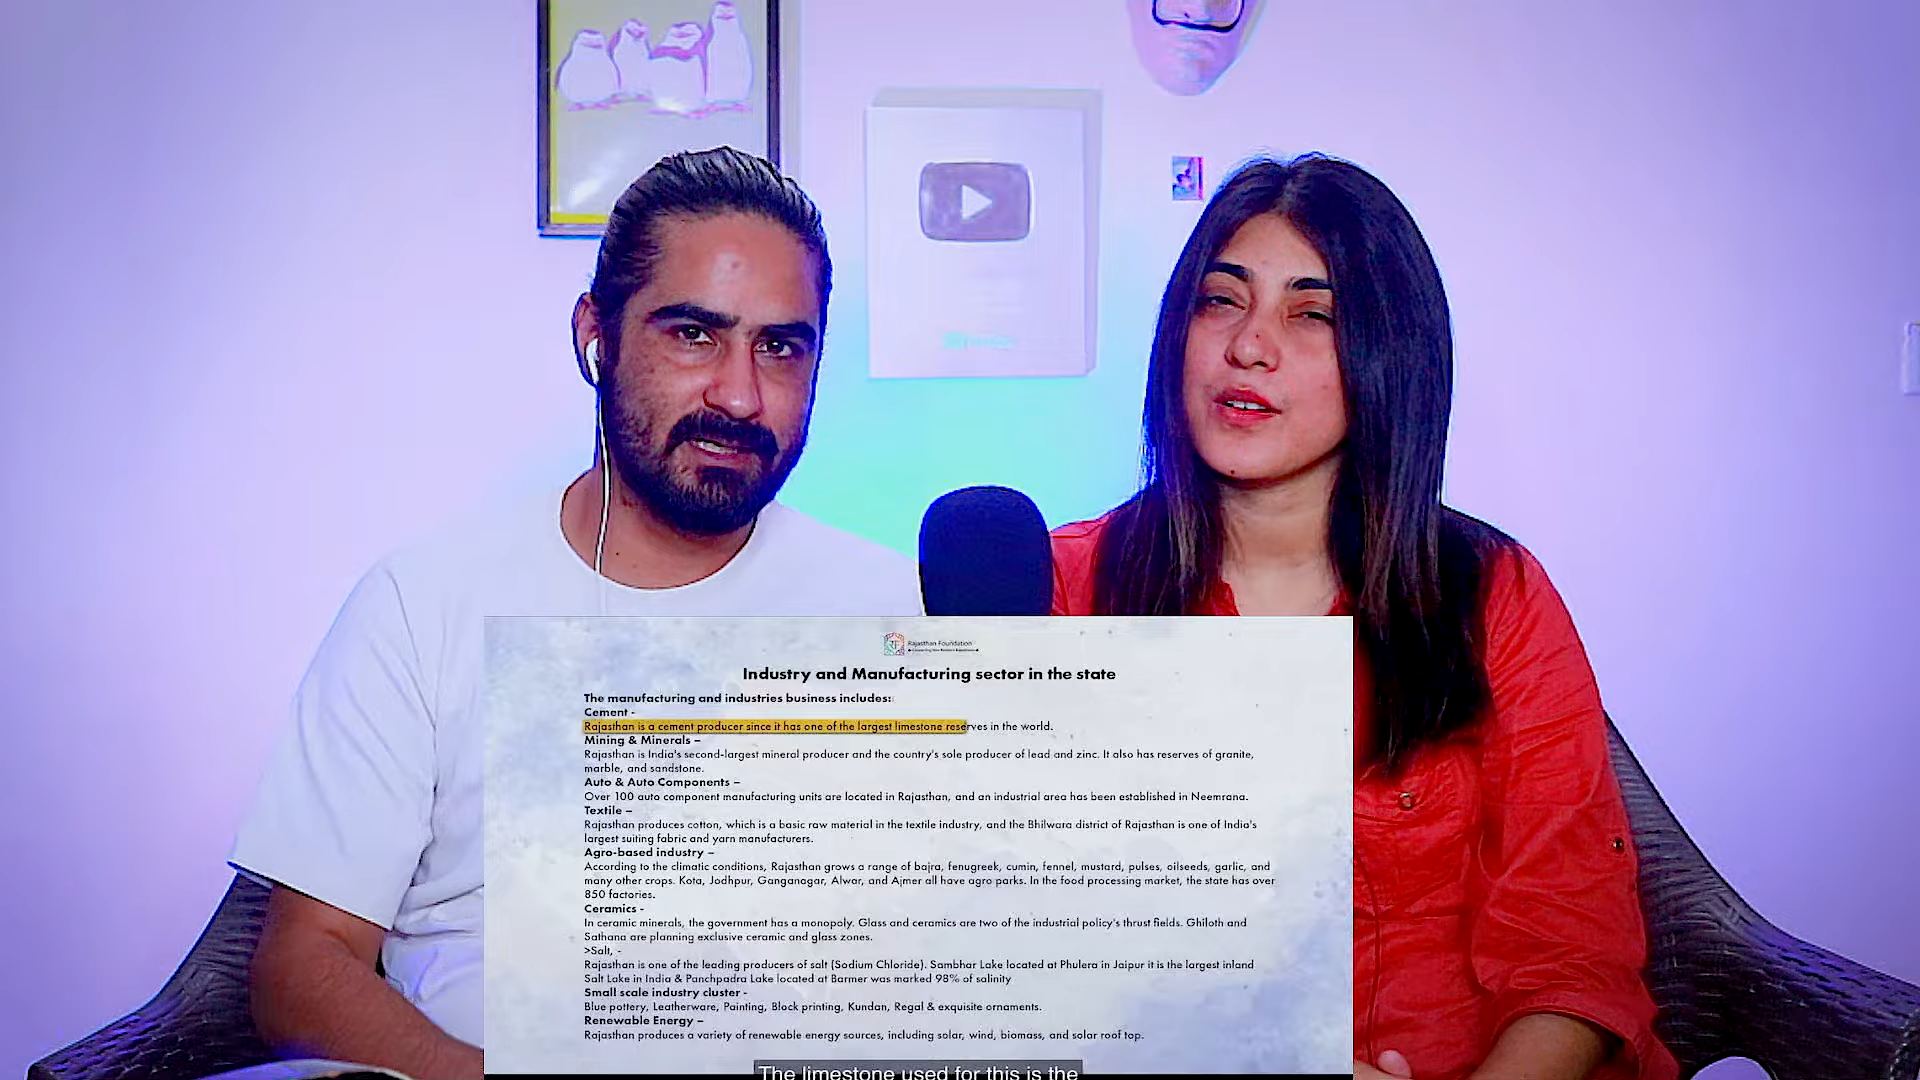 Rajasthan Foundation
Industry and Manufacturing sector in the state
The manufacturing and industries business includes:
Cement -
Rajasthan is a cement producer since it has one of the largest limestone reserves in the world.
Mining & Minerals –
Rajasthan is India's second-largest mineral producer and the country's sole producer of lead and zinc. It also has reserves of granite,
marble, and sandstone.
Auto & Auto Components –
Over 100 auto component manufacturing units are located in Rajasthan, and an industrial area has been established in Neemrana.
Textile –
Rajasthan produces cotton, which is a basic raw material in the textile industry, and the Bhilwara district of Rajasthan is one of India's
largest suiting fabric and yarn manufacturers.
Agro-based industry –
According to the climatic conditions, Rajasthan grows a range of bajra, fenugreek, cumin, fennel, mustard, pulses, oilseeds, garlic, and
many other crops. Kota, Jodhpur, Ganganagar, Alwar, and Ajmer all have agro parks. In the food processing market, the state has over
850 factories.
Ceramics -
In ceramic minerals, the government has a monopoly. Glass and ceramics are two of the industrial policy's thrust fields. Ghiloth and
Sathana are planning exclusive ceramic and glass zones.
>Salt, -
Rajasthan is one of the leading producers of salt (Sodium Chloride). Sambhar Lake located at Phulera in Jaipur it is the largest inland
Salt Lake in India & Panchpadra Lake located at Barmer was marked 98% of salinity
Small scale industry cluster -
Blue pottery, Leatherware, Painting, Block printing, Kundan, Regal & exquisite ornaments.
Renewable Energy –
Rajasthan produces a variety of renewable energy sources, including solar, wind, biomass, and solar roof top.
The limestone used for this is the